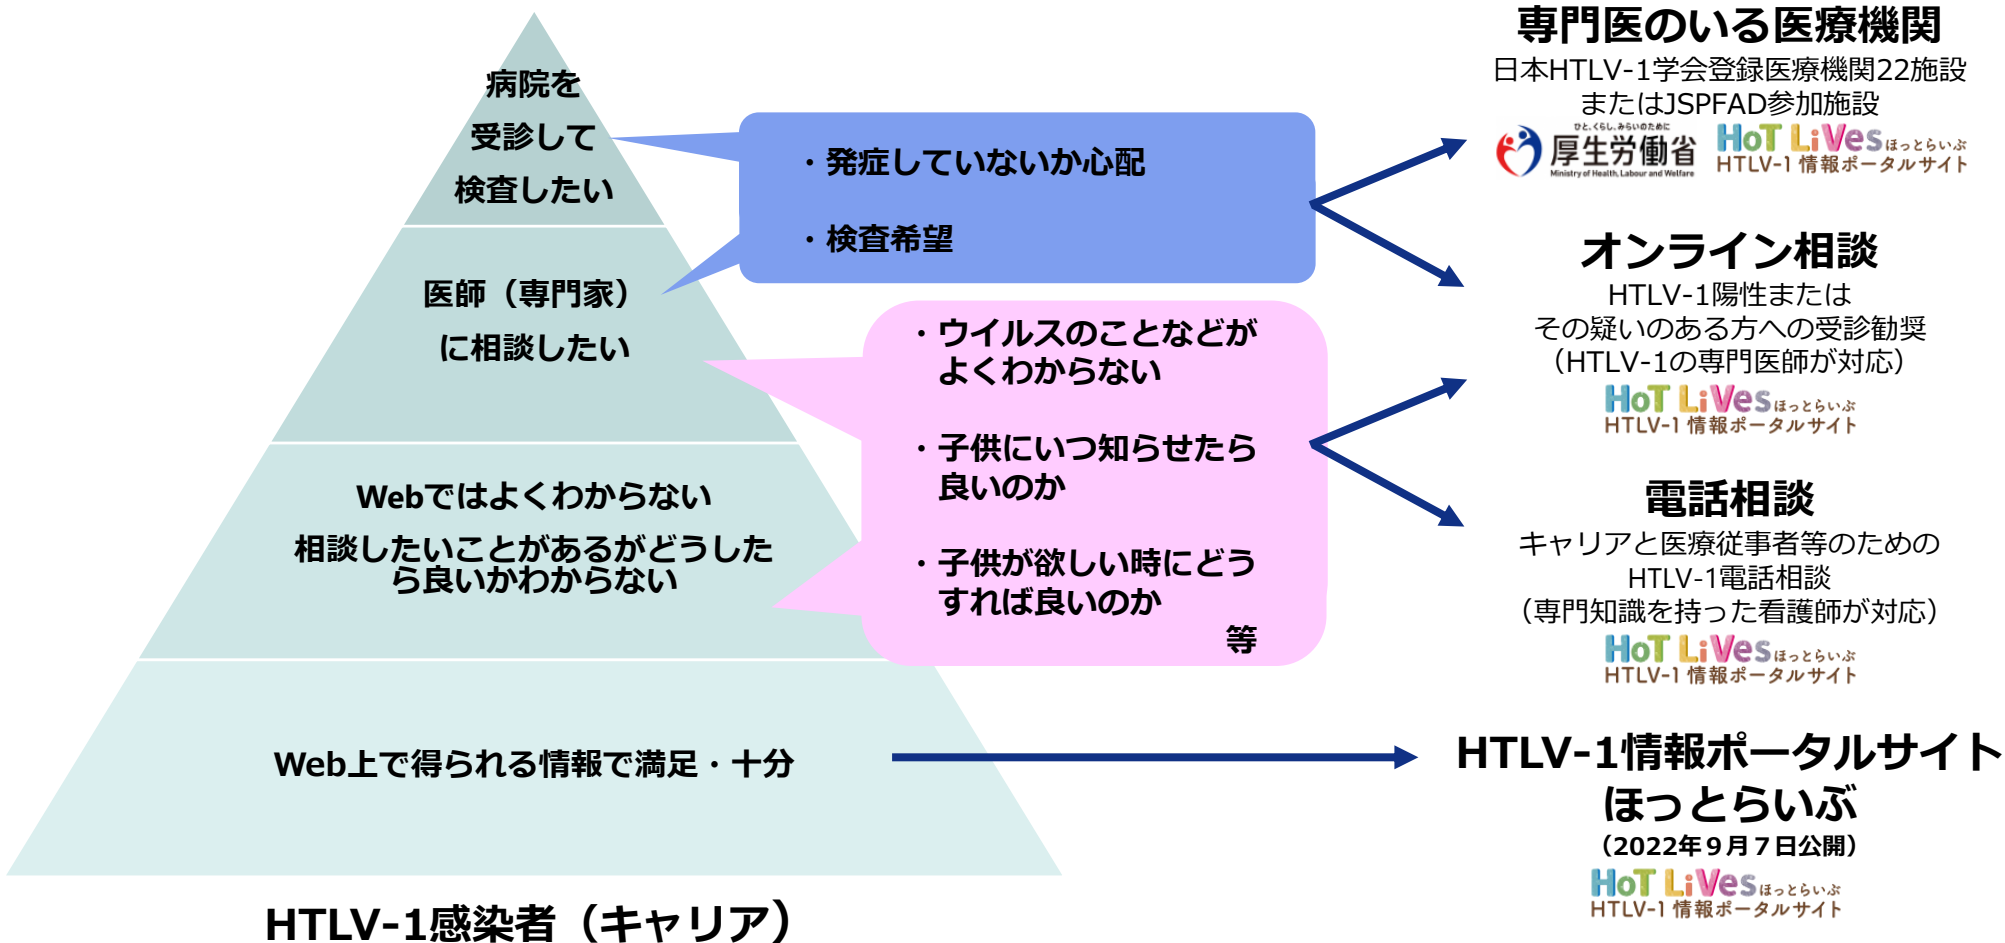 病院を
受診して
検査したい
医師（専門家）
に相談したい
Webではよくわからない
相談したいことがあるがどうした
ら良いかわからない
Web上で得られる情報で満足・十分
HTLV-1感染者（キャリア）
・発症していないか心配
・検査希望
・ウイルスのことなどが
よくわからない
・子供にいつ知らせたら
良いのか
・子供が欲しい時にどう
すれば良いのか
等
専門医のいる医療機関
日本HTLV-1学会登録医療機関22施設
またはJSPFAD参加施設
ひと、くらし、みらいのために
厚生労働省
Ministry of Health, Labour and Welfare
HoT LiVes ほっとらいぶ
HTLV-1 情報ポータルサイト
オンライン相談
HTLV-1陽性または
その疑いのある方への受診勧奨
（HTLV-1の専門医師が対応）
HoT LiVes ほっとらいぶ
HTLV-1 情報ポータルサイト
電話相談
キャリアと医療従事者等のための
HTLV-1電話相談
（専門知識を持った看護師が対応）
HoT LiVes ほっとらいぶ
HTLV-1 情報ポータルサイト
HTLV-1情報ポータルサイト
ほっとらいぶ
（2022年９月７日公開）
HoT LiVes ほっとらいぶ
HTLV-1 情報ポータルサイト